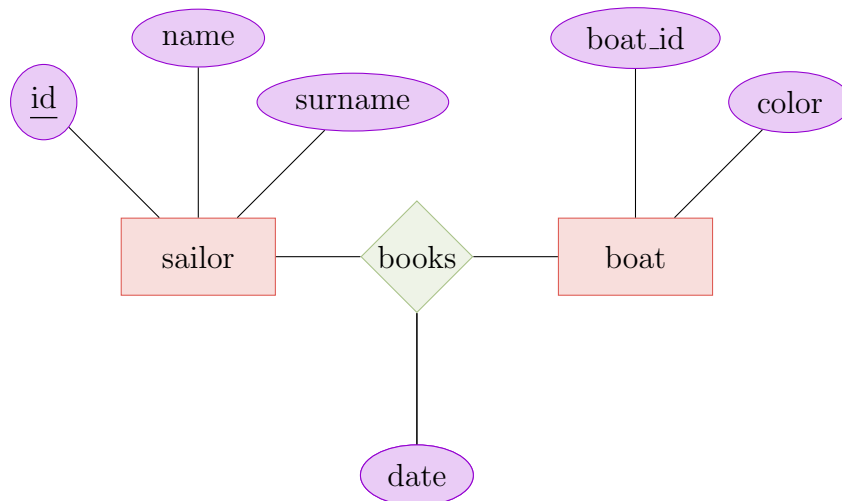 name
boat_id
id
surname
color
sailor
books
boat
date